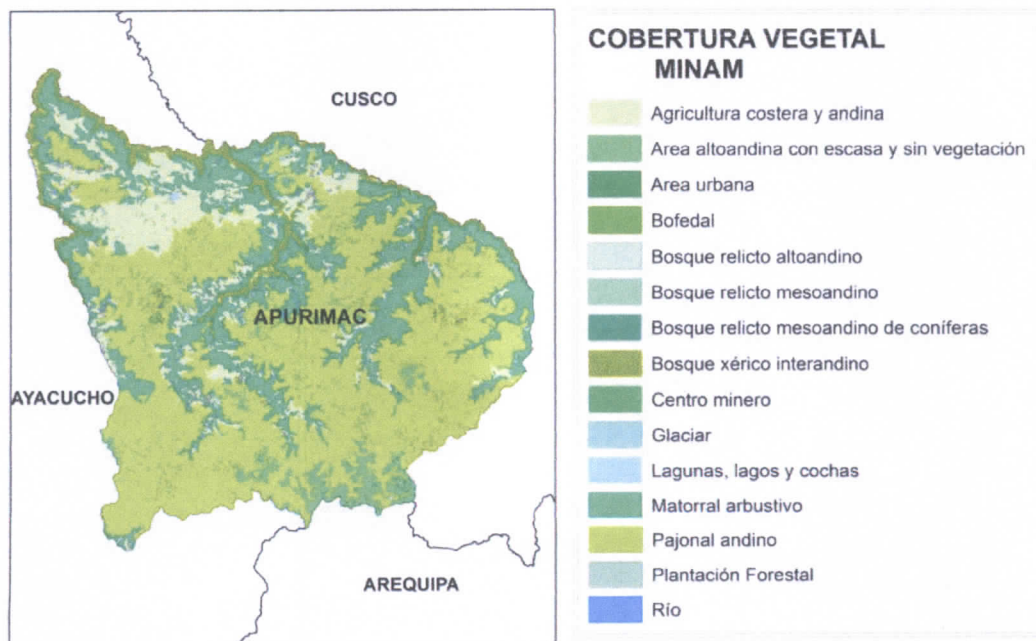 CUSCO
APURIMAC
AYACUCHO
AREQUIPA
COBERTURA VEGETAL
MINAM
Agricultura costera y andina
Area altoandina con escasa y sin vegetación
Area urbana
Bofedal
Bosque relicto altoandino
Bosque relicto mesoandino
Bosque relicto mesoandino de coníferas
Bosque xérico interandino
Centro minero
Glaciar
Lagunas, lagos y cochas
Matorral arbustivo
Pajonal andino
Plantación Forestal
Río